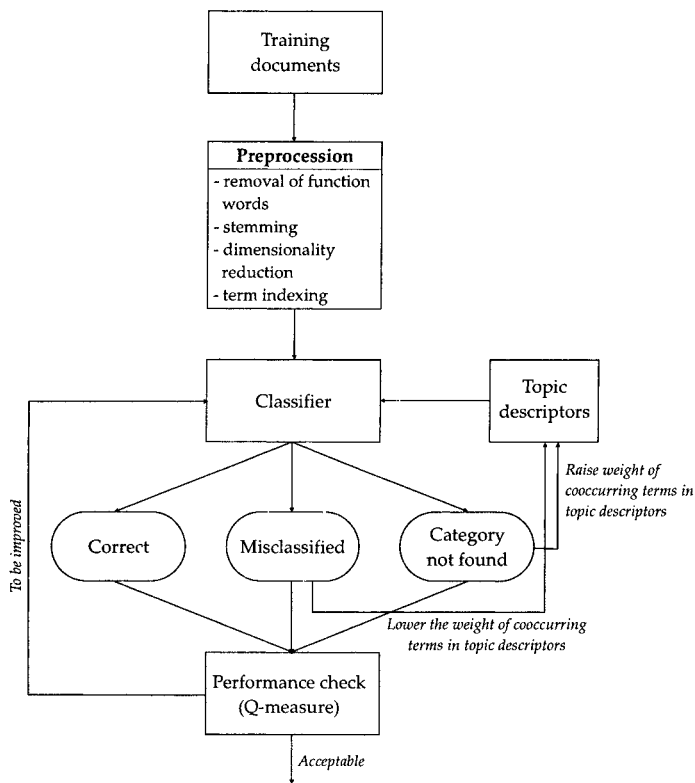 Training
documents
Preprocession
- removal of function
words
- stemming
- dimensionality
reduction
- term indexing
Classifier
Topic
descriptors
Raise weight of
cooccurring terms in
topic descriptors
To be improved
Correct
Misclassified
Category
not found
Lower the weight of cooccurring
terms in topic descriptors
Performance check
(Q-measure)
Acceptable